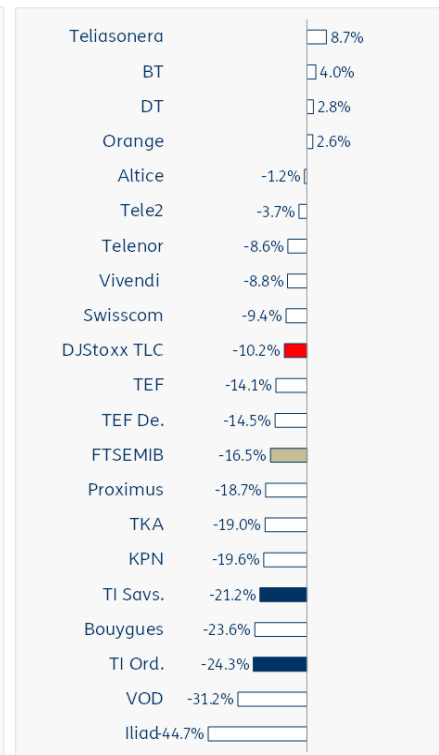 Teliasonera 8.7%
BT 4.0%
DT 2.8%
Orange 2.6%
Altice -1.2%
Tele2 -3.7%
Telenor -8.6%
Vivendi -8.8%
Swisscom -9.4%
DJStoxx TLC -10.2%
TEF -14.1%
TEF De. -14.5%
FTSEMIB -16.5%
Proximus -18.7%
TKA -19.0%
KPN -19.6%
TI Savs. -21.2%
Bouygues -23.6%
TI Ord. -24.3%
VOD -31.2%
Iliad -44.7%